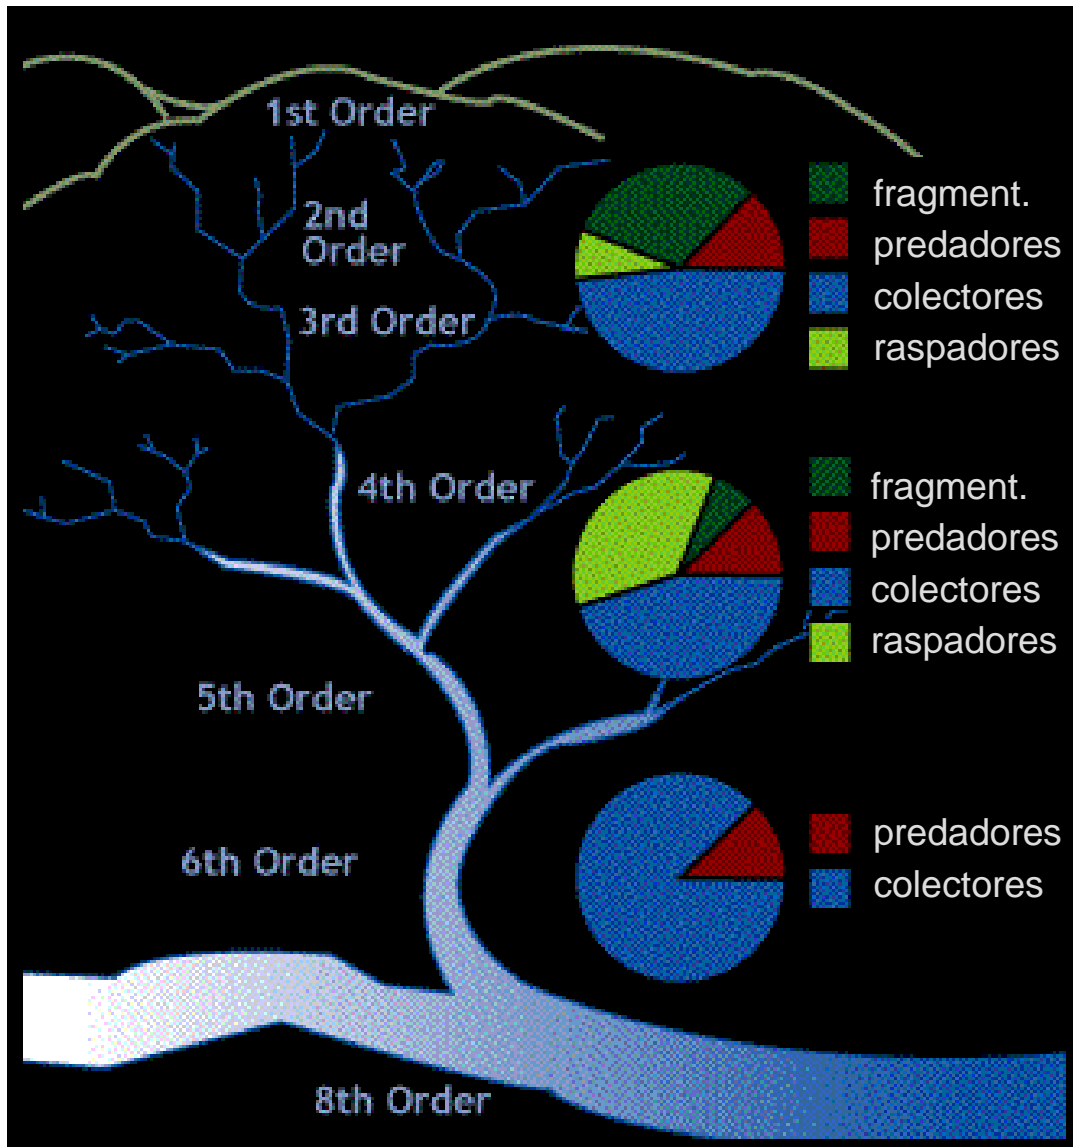 1st Order
2nd
Order
3rd Order
fragment.
predadores
colectores
raspadores
4th Order
fragment.
predadores
colectores
raspadores
5th Order
6th Order
predadores
colectores
8th Order